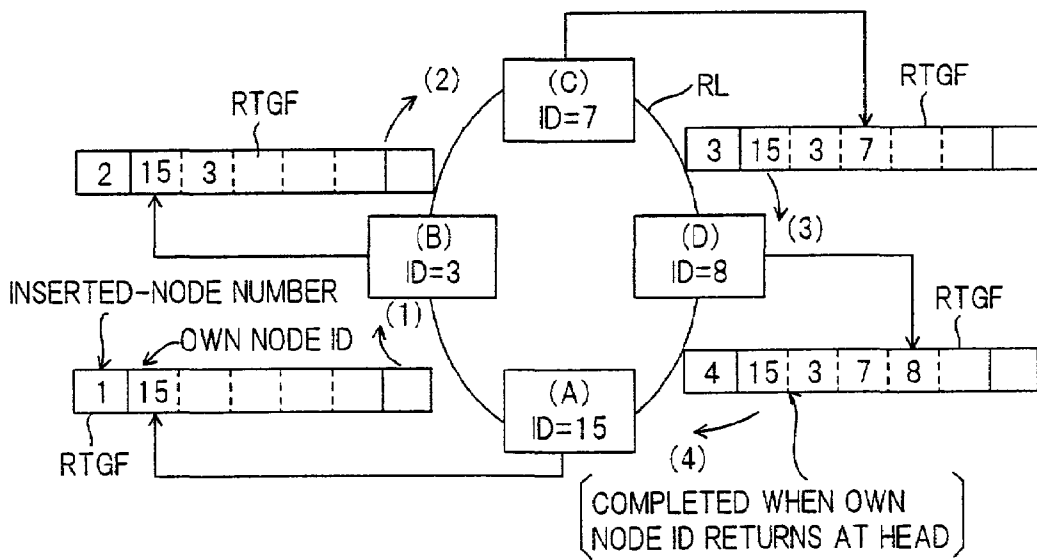 (C)
ID=7
RTGF
(2)
RL
RTGF
2 15 3
3 15 3 7
(B)
ID=3
(D)
ID=8
(3)
INSERTED-NODE NUMBER
(1)
OWN NODE ID
RTGF
1 15
4 15 3 7 8
(A)
ID=15
RTGF
(4)
COMPLETED WHEN OWN
NODE ID RETURNS AT HEAD